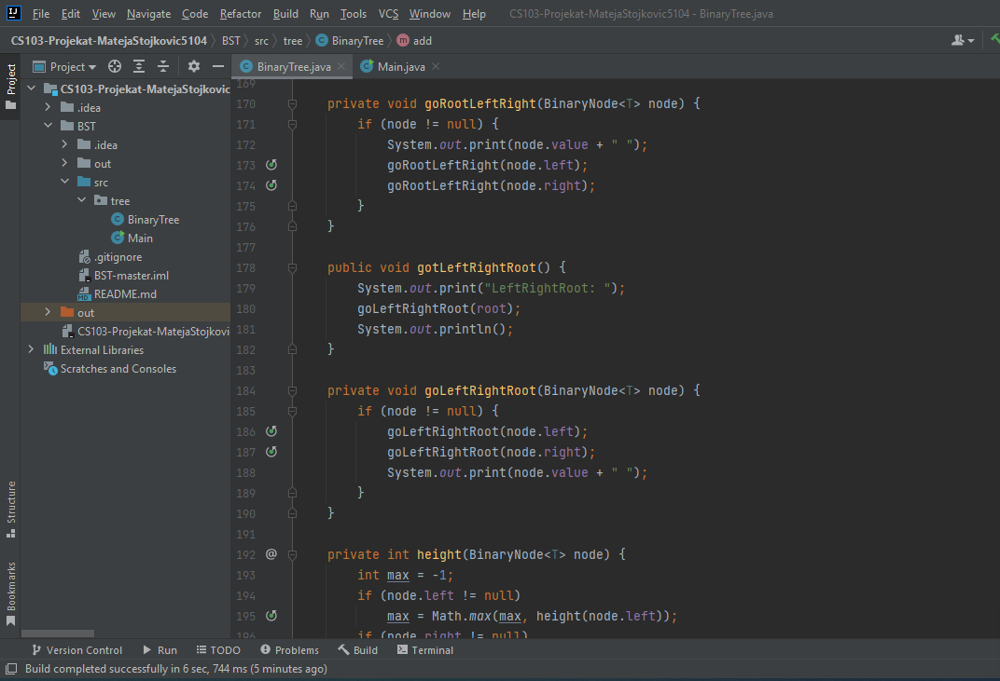 File Edit View Navigate Code Refactor Build Run Tools VCS Window Help CS103-Projekat-MatejaStojkovic5104 - BinaryTree.java
CS103-Projekat-MatejaStojkovic5104 BST src tree BinaryTree add
Project
Project
BinaryTree.java
Main.java
CS103-Projekat-MatejaStojkovic
.idea
BST
.idea
out
src
tree
BinaryTree
Main
.gitignore
BST-master.iml
README.md
out
CS103-Projekat-MatejaStojkovi
External Libraries
Scratches and Consoles
Structure
Bookmarks
169
170 private void goRootLeftRight(BinaryNode<T> node) {
171 if (node != null) {
172 System.out.print(node.value + " ");
173 goRootLeftRight(node.left);
174 goRootLeftRight(node.right);
175 }
176 }
177
178 public void gotLeftRightRoot() {
179 System.out.print("LeftRightRoot: ");
180 goLeftRightRoot(root);
181 System.out.println();
182 }
183
184 private void goLeftRightRoot(BinaryNode<T> node) {
185 if (node != null) {
186 goLeftRightRoot(node.left);
187 goLeftRightRoot(node.right);
188 System.out.print(node.value + " ");
189 }
190 }
191
192 @ private int height(BinaryNode<T> node) {
193 int max = -1;
194 if (node.left != null)
195 max = Math.max(max, height(node.left));
196 if (node.right != null)
Version Control Run TODO Problems Build Terminal
Build completed successfully in 6 sec, 744 ms (5 minutes ago)